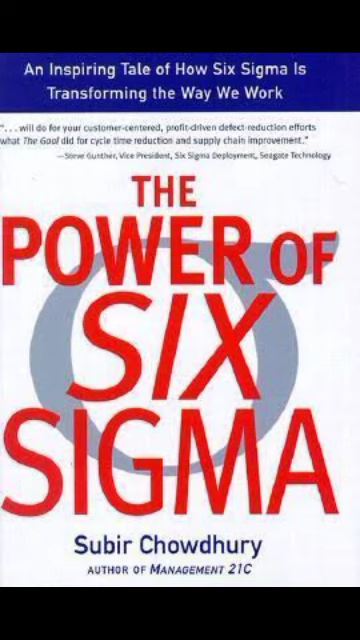 An Inspiring Tale of How Six Sigma Is
Transforming the Way We Work
". . . will do for your customer-centered, profit-driven defect-reduction efforts
what The Goal did for cycle time reduction and supply chain improvement."
—Steve Gunther, Vice President, Six Sigma Deployment, Seagate Technology
THE
POWER OF
SIX
SIGMA
Subir Chowdhury
AUTHOR OF MANAGEMENT 21C